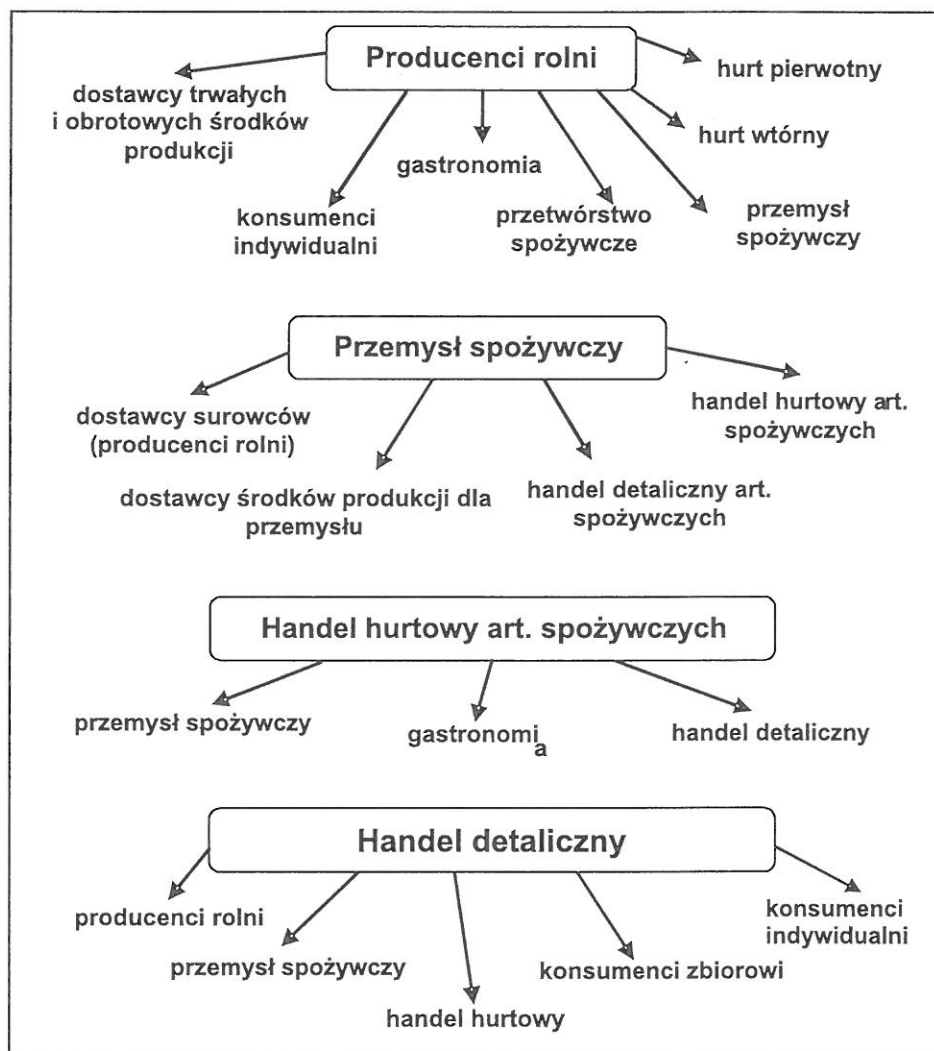 Producenci rolni
hurt pierwotny
dostawcy trwałych
i obrotowych środków
produkcji
hurt wtórny
gastronomia
konsumenci
indywidualni
przetwórstwo
spożywcze
przemysł
spożywczy
Przemysł spożywczy
dostawcy surowców
(producenci rolni)
handel hurtowy art.
spożywczych
dostawcy środków produkcji dla
przemysłu
handel detaliczny art.
spożywczych
Handel hurtowy art. spożywczych
przemysł spożywczy
gastronomia
handel detaliczny
Handel detaliczny
producenci rolni
konsumenci
indywidualni
przemysł spożywczy
konsumenci zbiorowi
handel hurtowy